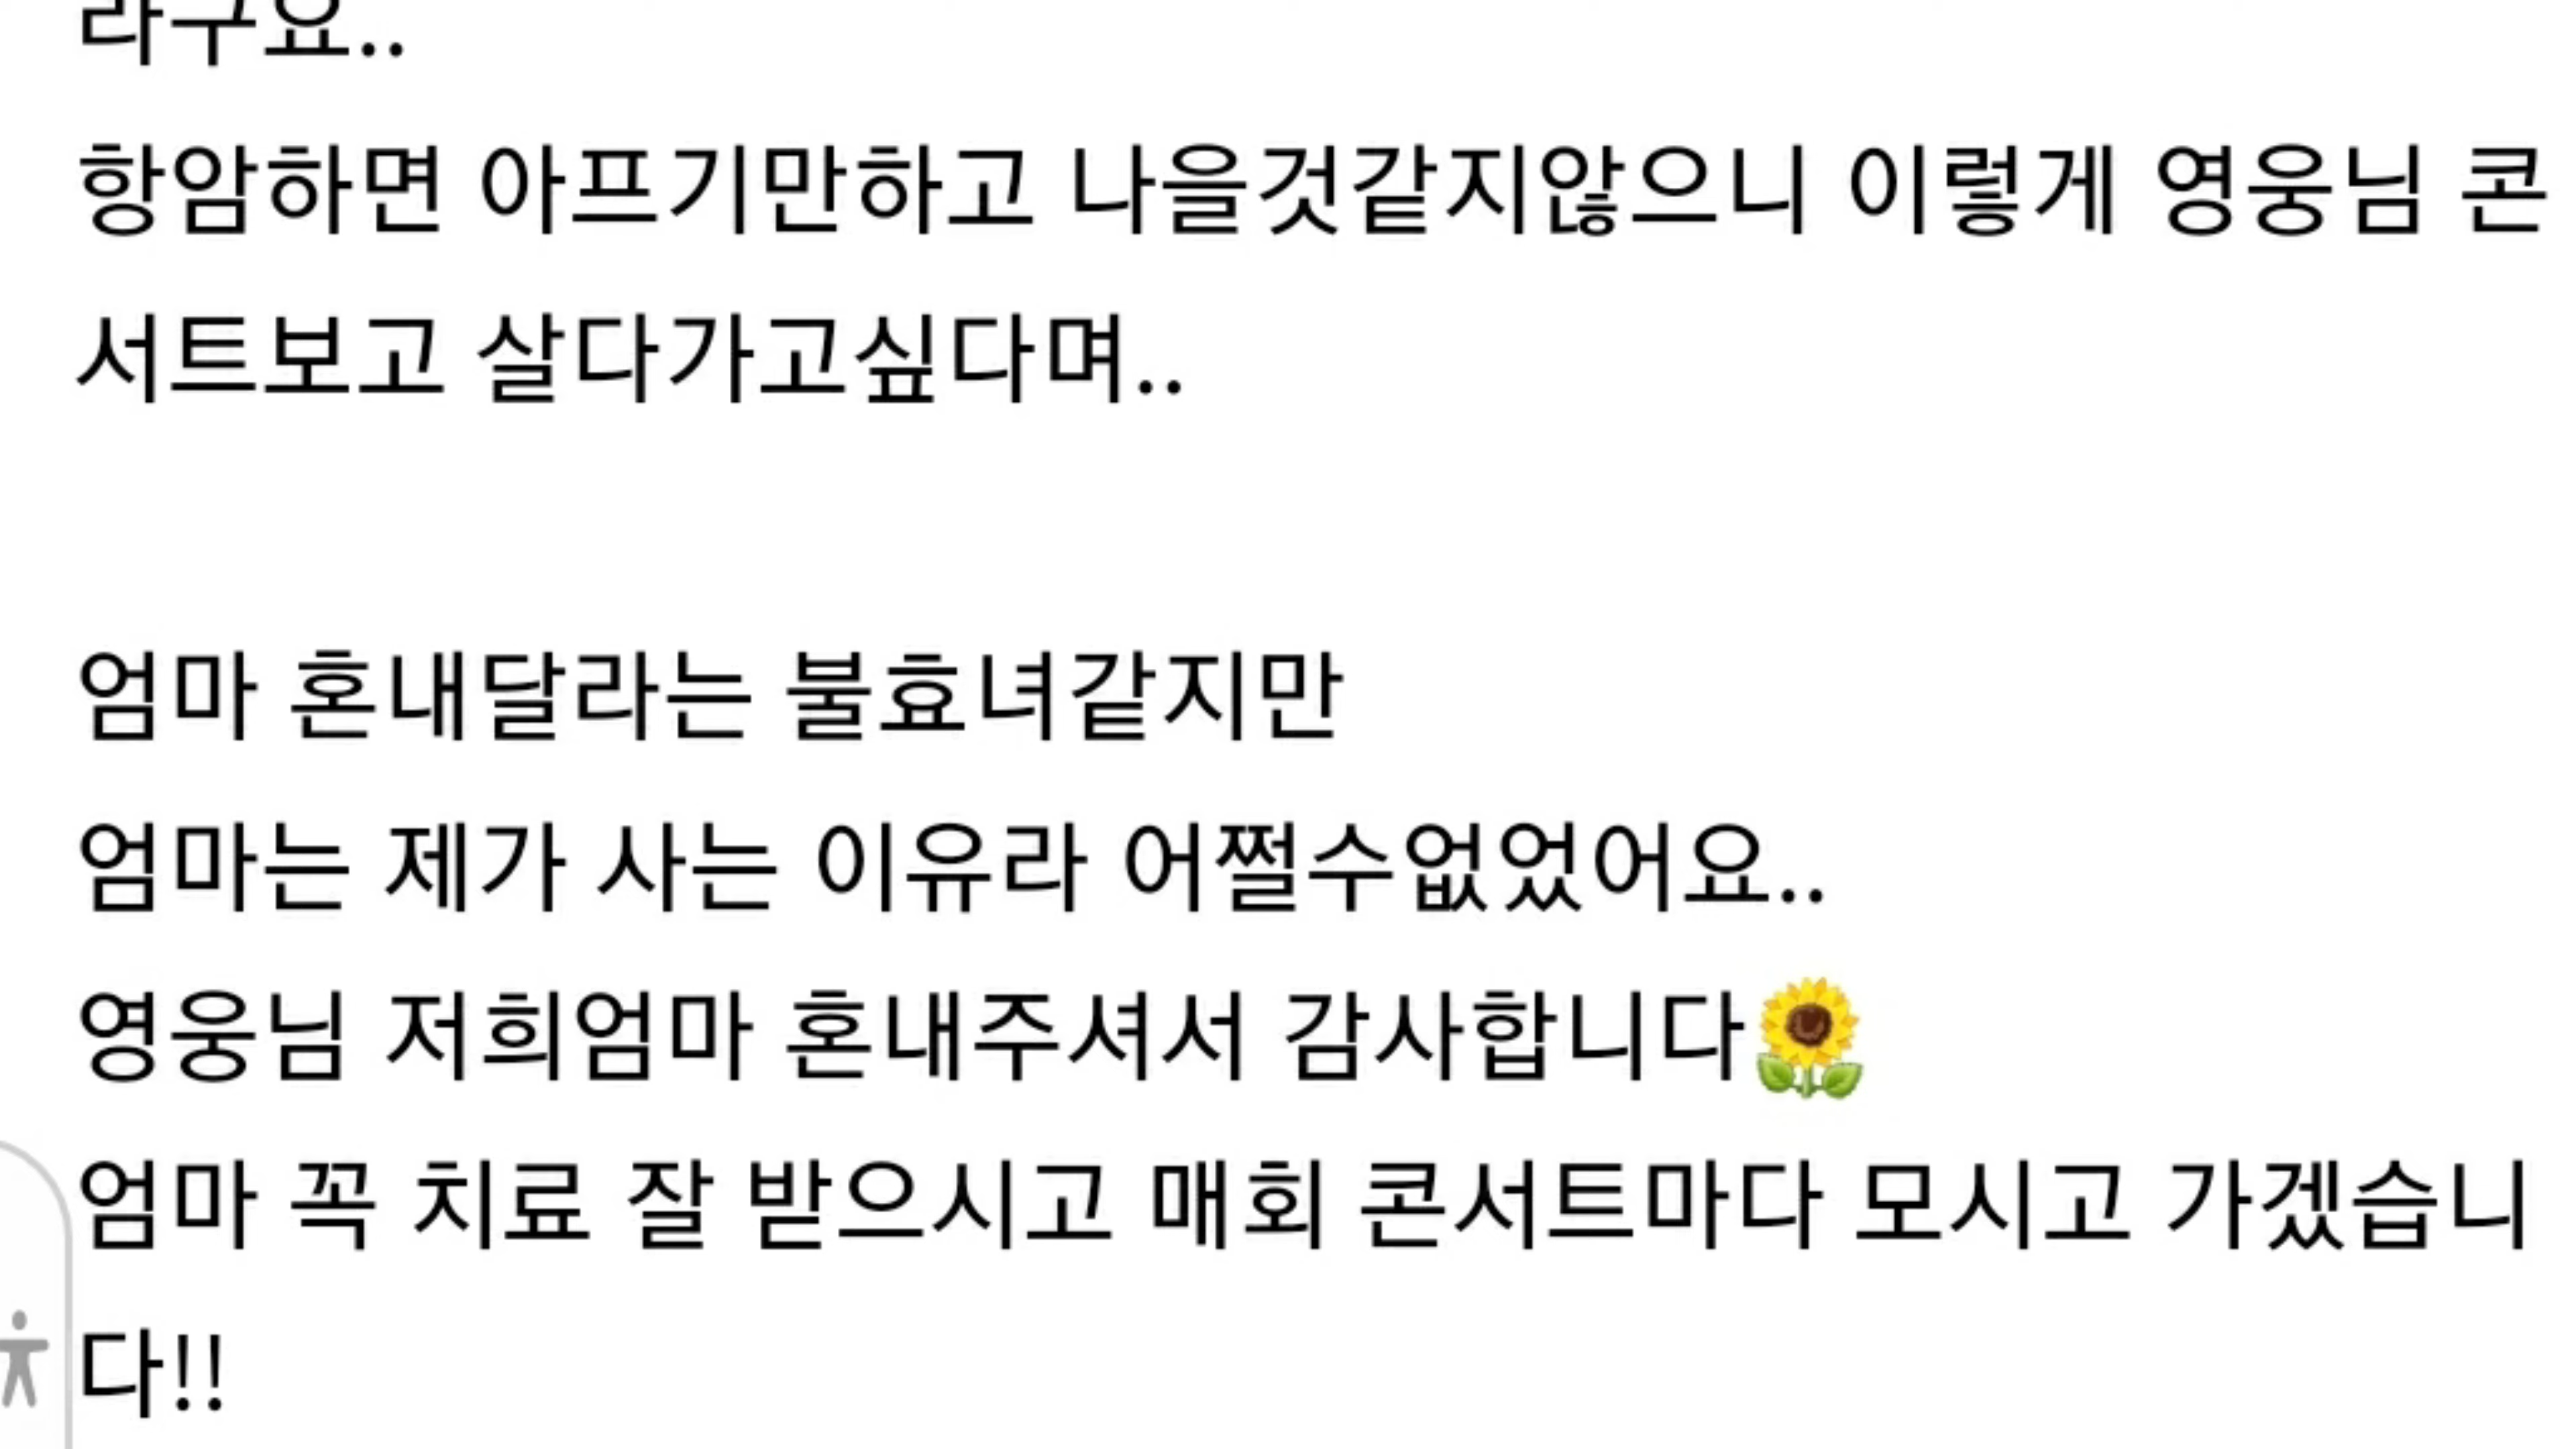 라구요..
항암하면 아프기만하고 나을것같지않으니 이렇게 영웅님 콘
서트보고 살다가고싶다며..
엄마 혼내달라는 불효녀같지만
엄마는 제가 사는 이유라 어쩔수없었어요..
영웅님 저희엄마 혼내주셔서 감사합니다🌻
엄마 꼭 치료 잘 받으시고 매회 콘서트마다 모시고 가겠습니
다!!